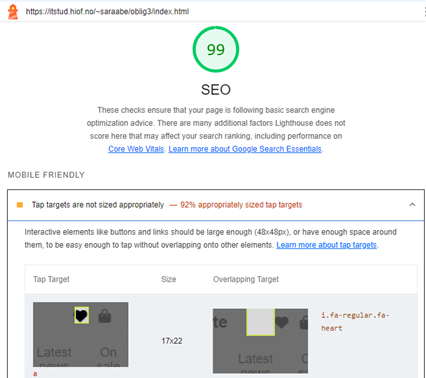 https://itstud.hiof.no/~saraabe/oblig3/index.html
99
SEO
These checks ensure that your page is following basic search engine
optimization advice. There are many additional factors Lighthouse does not
score here that may affect your search ranking, including performance on
Core Web Vitals. Learn more about Google Search Essentials.
MOBILE FRIENDLY
Tap targets are not sized appropriately — 92% appropriately sized tap targets
Interactive elements like buttons and links should be large enough (48x48px), or have enough space around
them, to be easy enough to tap without overlapping onto other elements. Learn more about tap targets.
Tap Target Size Overlapping Target
17x22
te
i.fa-regular.fa-
heart
Latest On
news sale
Latest On
a